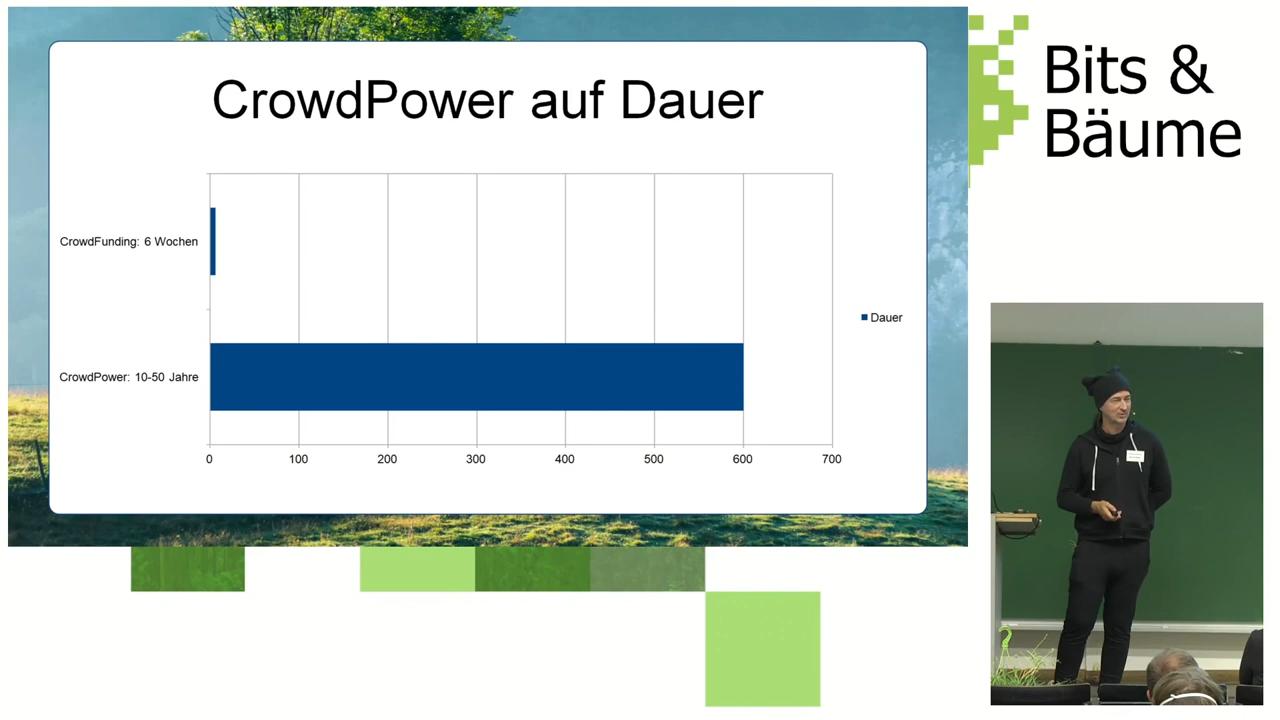 CrowdPower auf Dauer
CrowdFunding: 6 Wochen
CrowdPower: 10-50 Jahre
0 100 200 300 400 500 600 700
Dauer
Bits &
Bäume